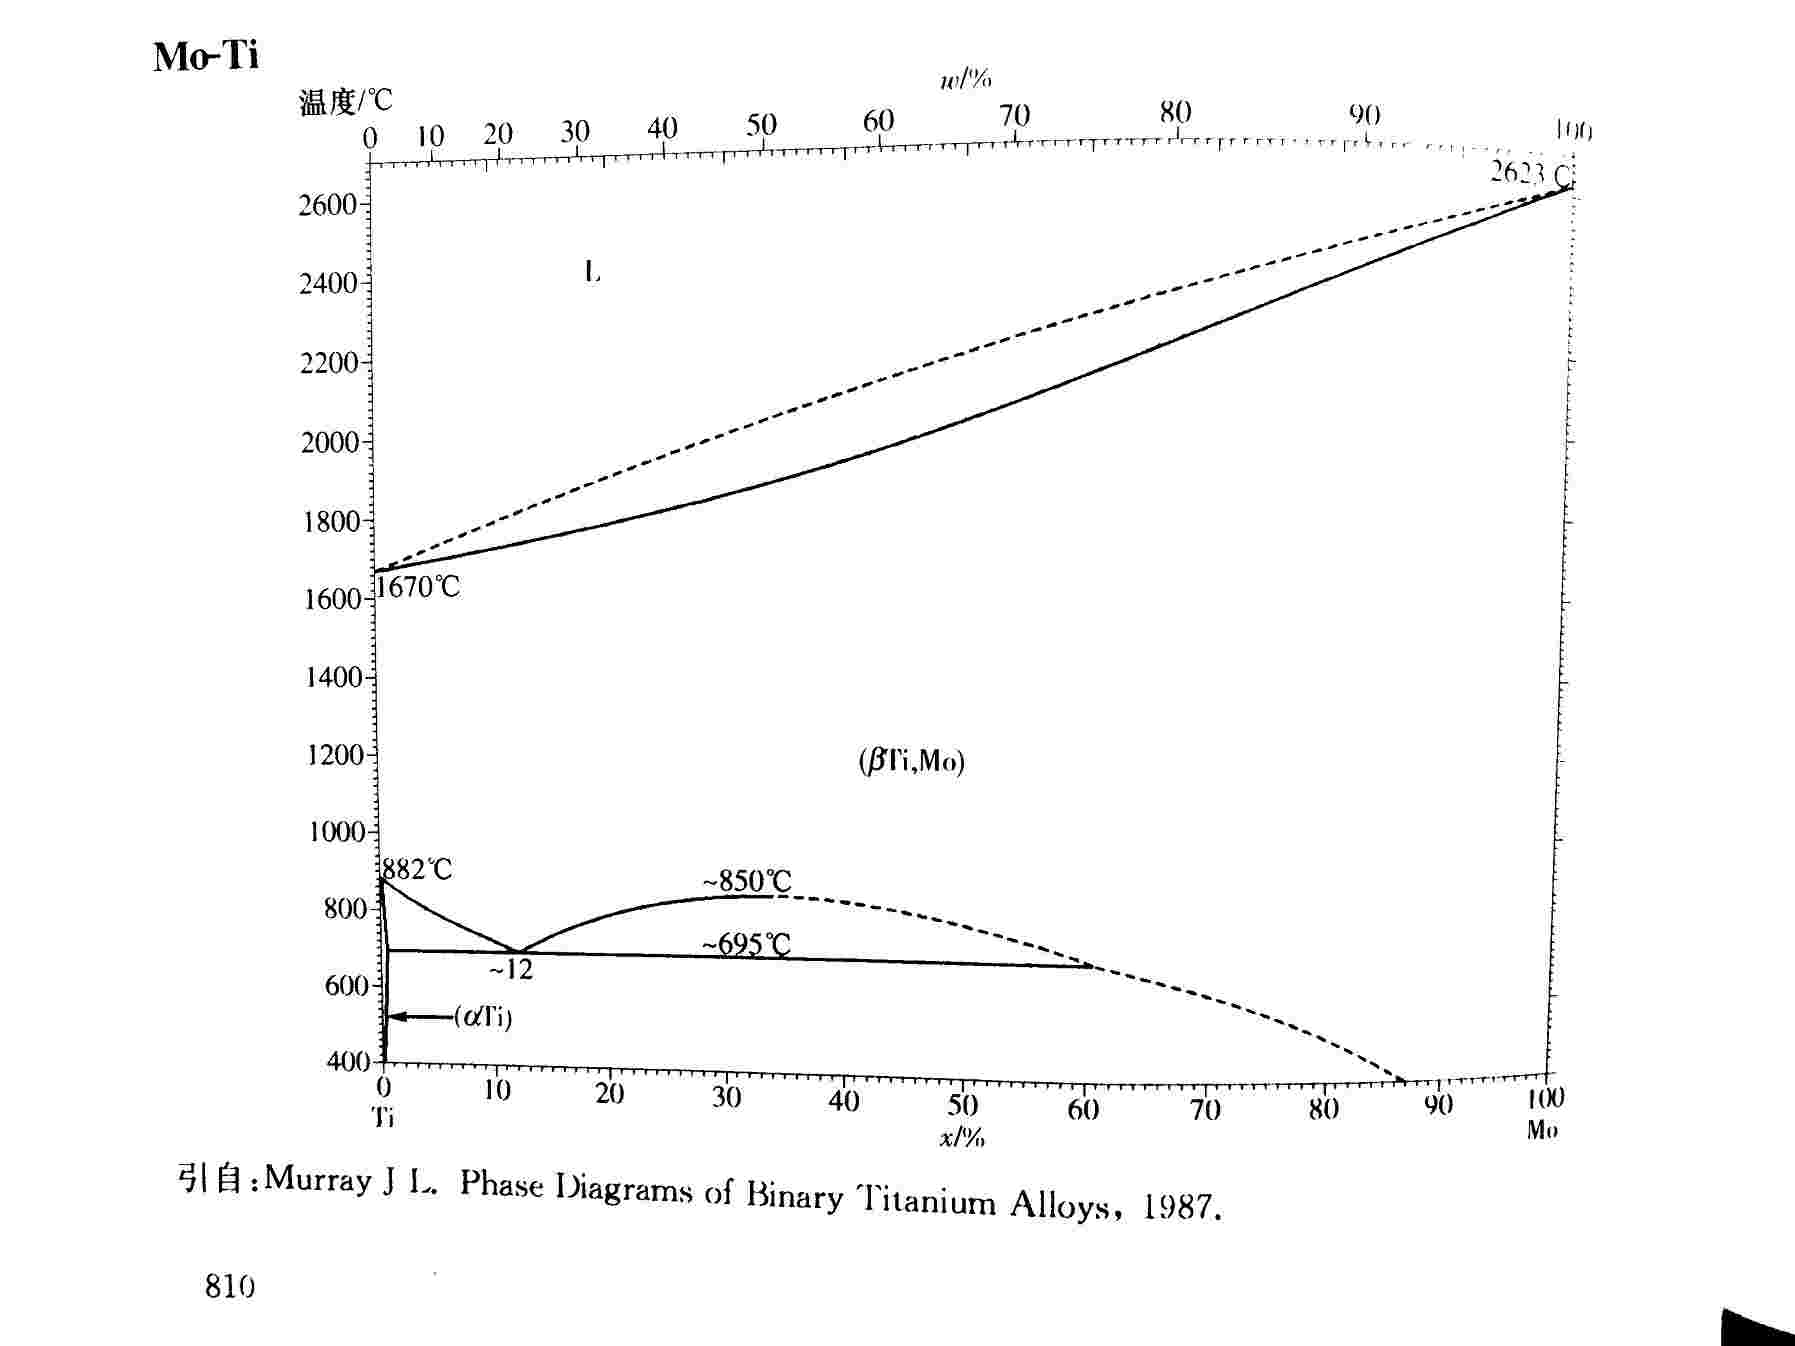 Mo-Ti
w/%
温度/℃
0 10 20 30 40 50 60 70 80 90 100
2623℃
2600
L
2400
2200
2000
1800
1670℃
1600
1400
1200
(βTi,Mo)
1000
882℃
~850℃
800
~695℃
~12
600
(αTi)
400
0 10 20 30 40 50 60 70 80 90 100
Ti x/% Mo
引自:Murray J L. Phase Diagrams of Binary Titanium Alloys, 1987.
810